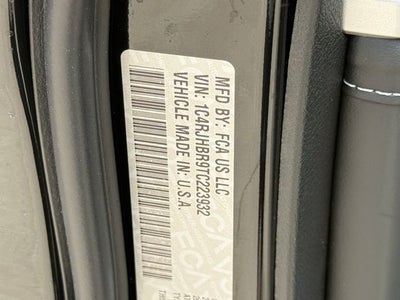 MFD BY: FCA US LLC
VIN: 1C4RJHBR9TC223932
VEHICLE MADE IN: U.S.A.